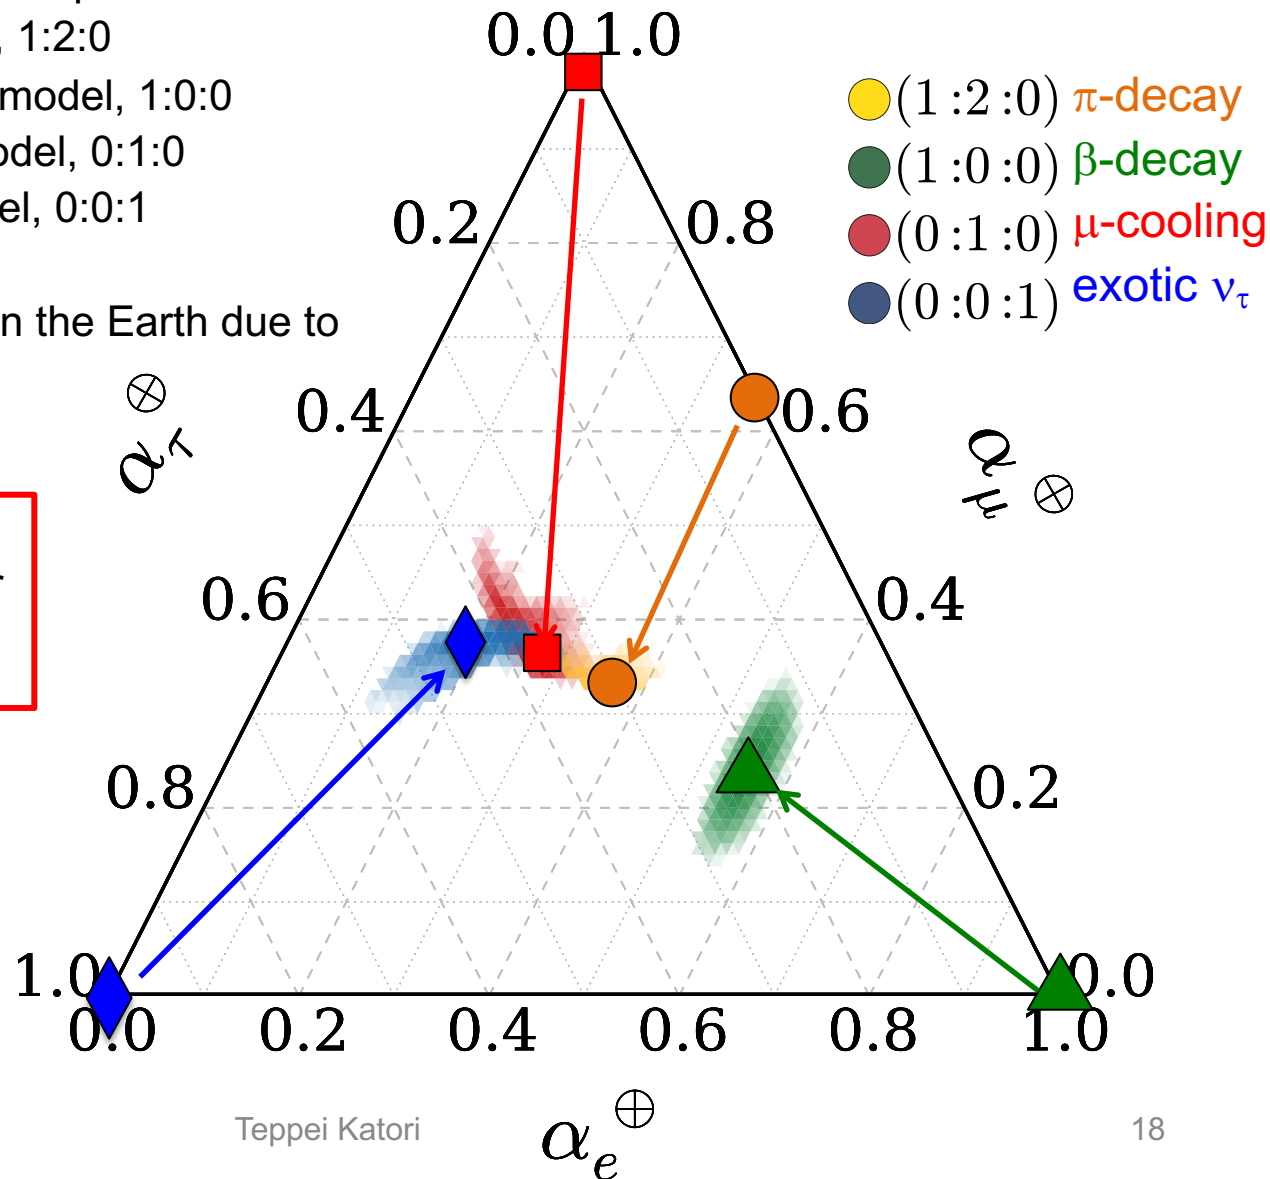 , 1:2:0
model, 1:0:0
odel, 0:1:0
el, 0:0:1
n the Earth due to
(1:2:0) π-decay
(1:0:0) β-decay
(0:1:0) μ-cooling
(0:0:1) exotic ντ
0.0 1.0
0.2 0.8
0.4 0.6
0.6 0.4
0.8 0.2
1.0 0.0
0.0 0.2 0.4 0.6 0.8 1.0
ατ⊗
αμ⊗
αe⊕
Teppei Katori
18